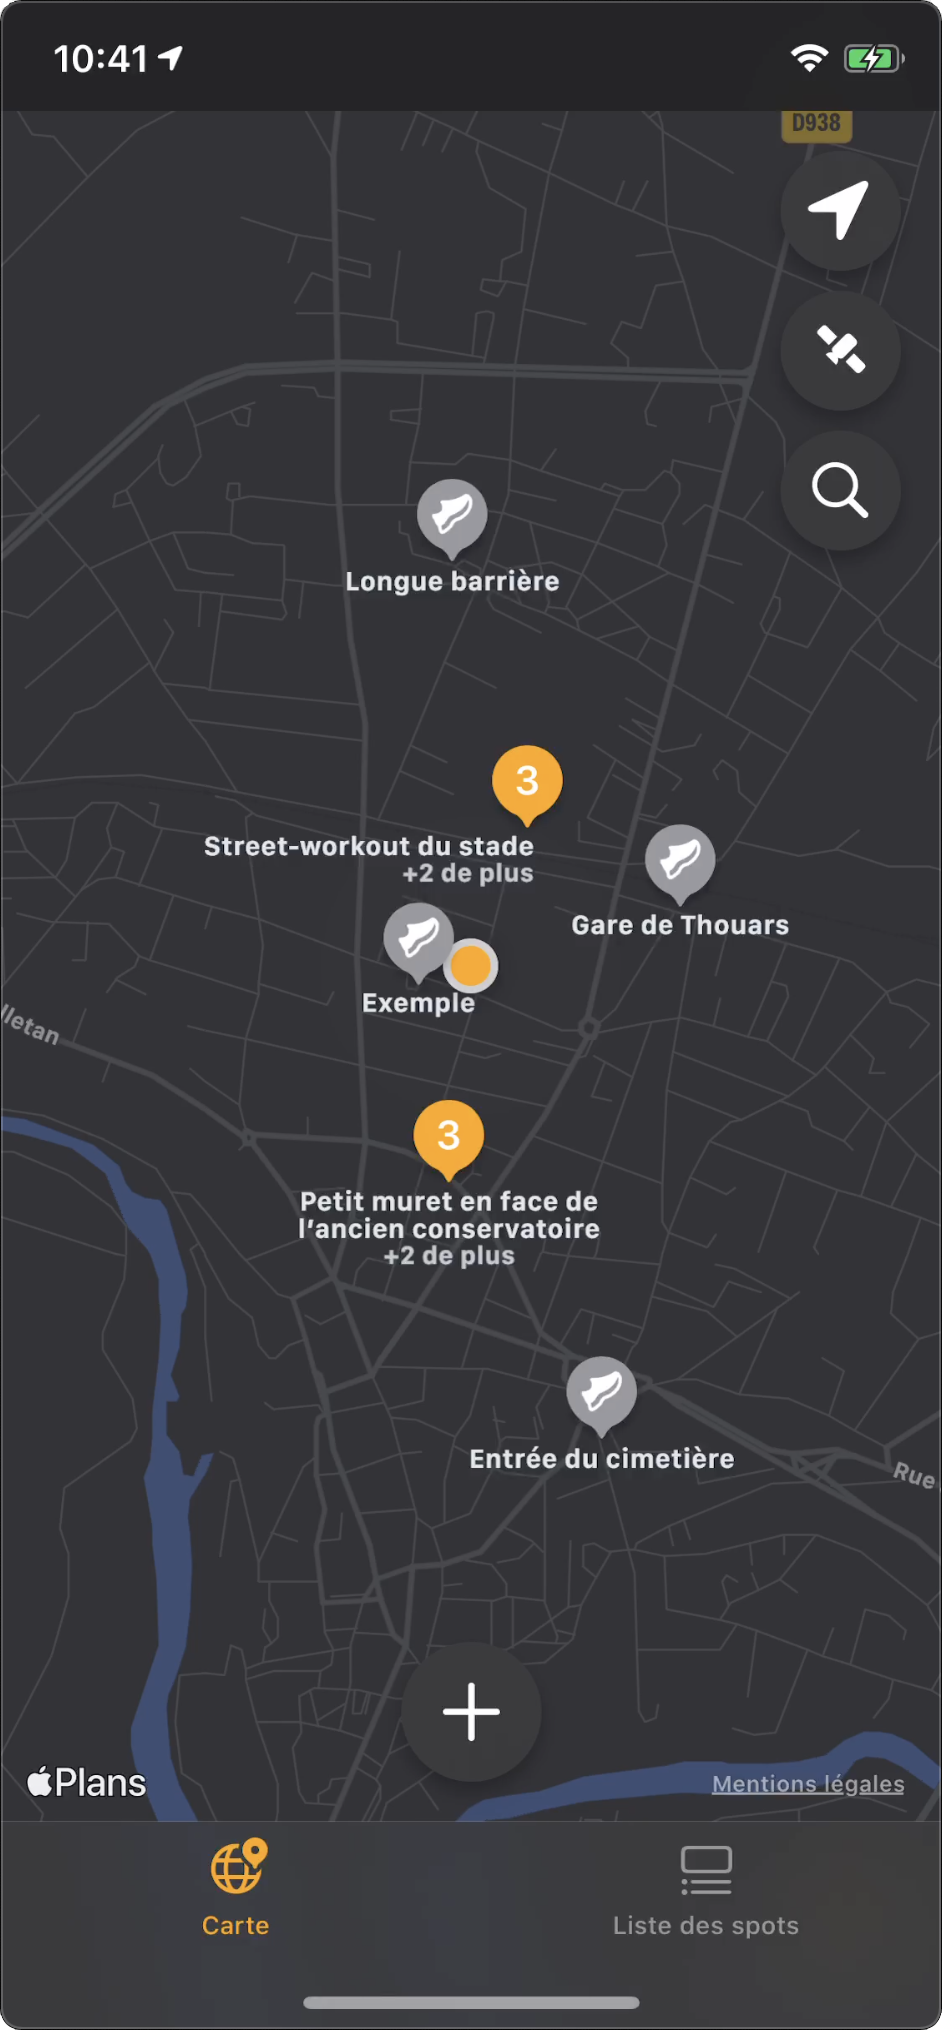 10:41
D938
Longue barrière
3
Street-workout du stade
+2 de plus
Gare de Thouars
Exemple
lletan
3
Petit muret en face de
l'ancien conservatoire
+2 de plus
Entrée du cimetière
Rue
Plans
Mentions légales
Carte
Liste des spots